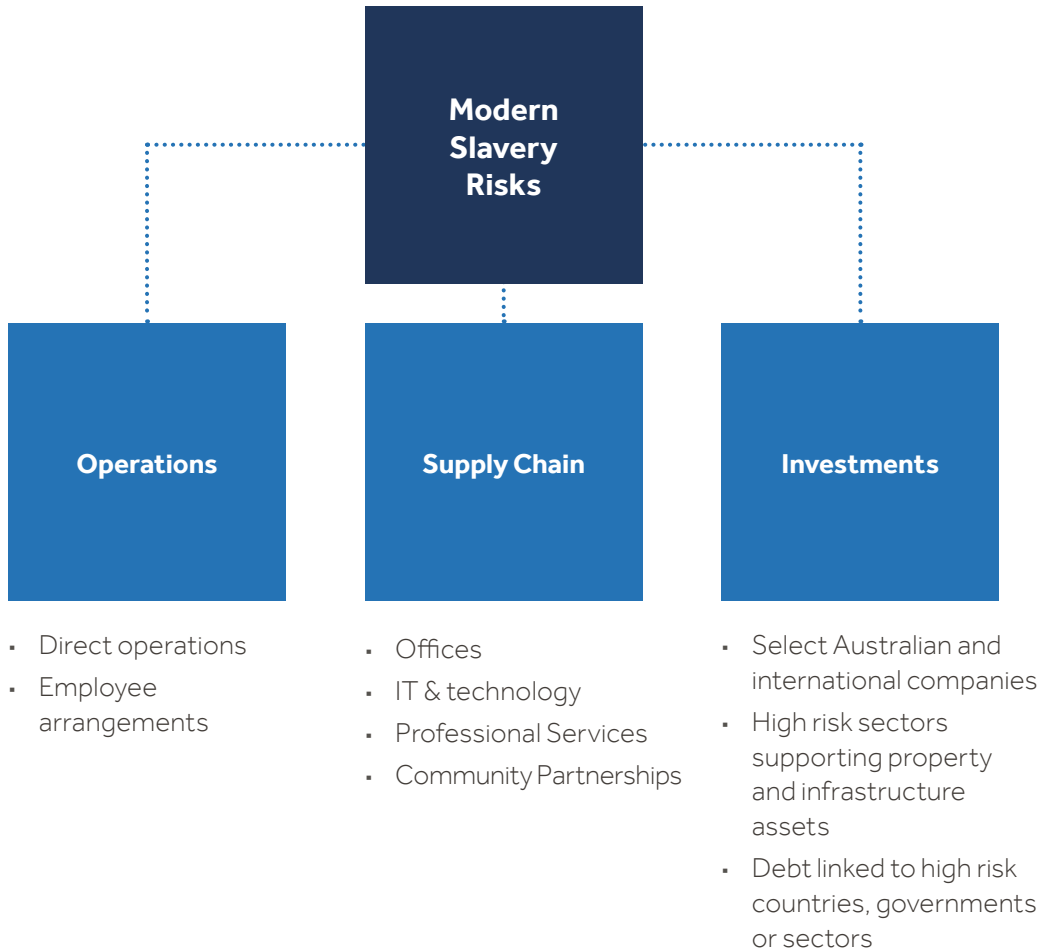 Modern
Slavery
Risks
Operations
Supply Chain
Investments
▪ Direct operations
▪ Employee
arrangements
▪ Offices
▪ IT & technology
▪ Professional Services
▪ Community Partnerships
▪ Select Australian and
international companies
▪ High risk sectors
supporting property
and infrastructure
assets
▪ Debt linked to high risk
countries, governments
or sectors